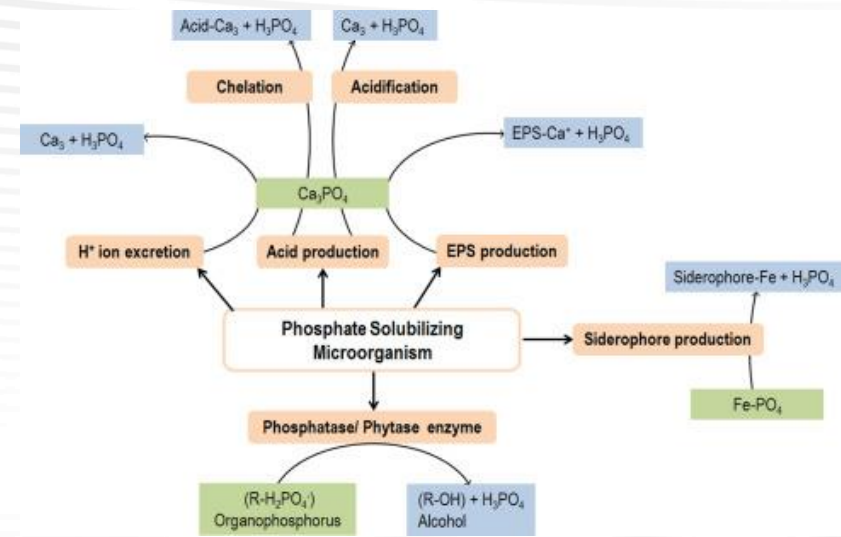 Acid-Ca₃ + H₃PO₄
Ca₃ + H₃PO₄
Chelation
Acidification
Ca₃ + H₃PO₄
EPS-Ca⁺ + H₃PO₄
Ca₃PO₄
H⁺ ion excretion
Acid production
EPS production
Siderophore-Fe + H₃PO₄
Phosphate Solubilizing
Microorganism
Siderophore production
Fe-PO₄
Phosphatase/ Phytase enzyme
(R-H₂PO₄⁻)
Organophosphorus
(R-OH) + H₃PO₄
Alcohol